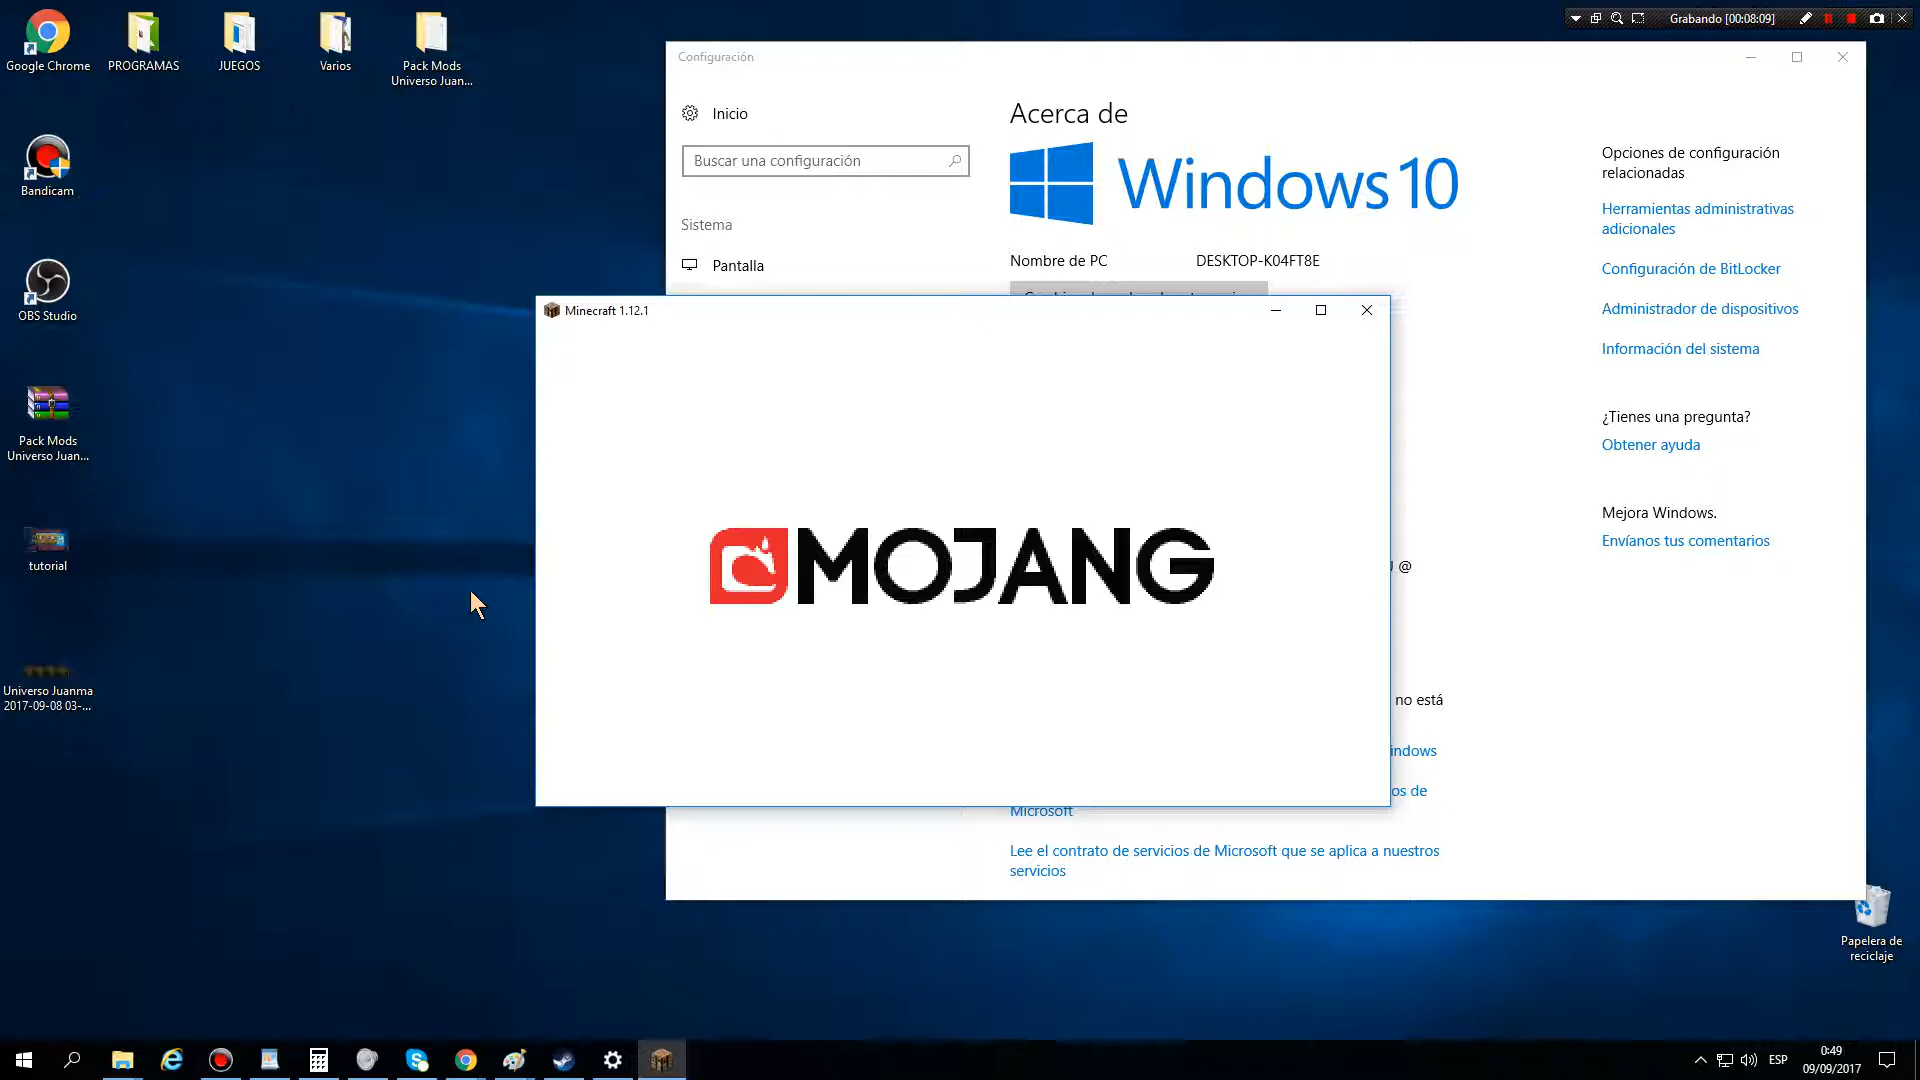 Google Chrome
PROGRAMAS
JUEGOS
Varios
Pack Mods
Universo Juan...
Grabando [00:08:09]
Bandicam
OBS Studio
Pack Mods
Universo Juan...
tutorial
Universo Juanma
2017-09-08 03-...
Configuración
Inicio
Buscar una configuración
Sistema
Pantalla
Acerca de
Windows 10
Nombre de PC
DESKTOP-K04FT8E
Opciones de configuración
relacionadas
Herramientas administrativas
adicionales
Configuración de BitLocker
Administrador de dispositivos
Información del sistema
¿Tienes una pregunta?
Obtener ayuda
Mejora Windows.
Envíanos tus comentarios
Minecraft 1.12.1
MOJANG
@
no está
indows
os de
Microsoft
Lee el contrato de servicios de Microsoft que se aplica a nuestros
servicios
Papelera de
reciclaje
ESP
0:49
09/09/2017